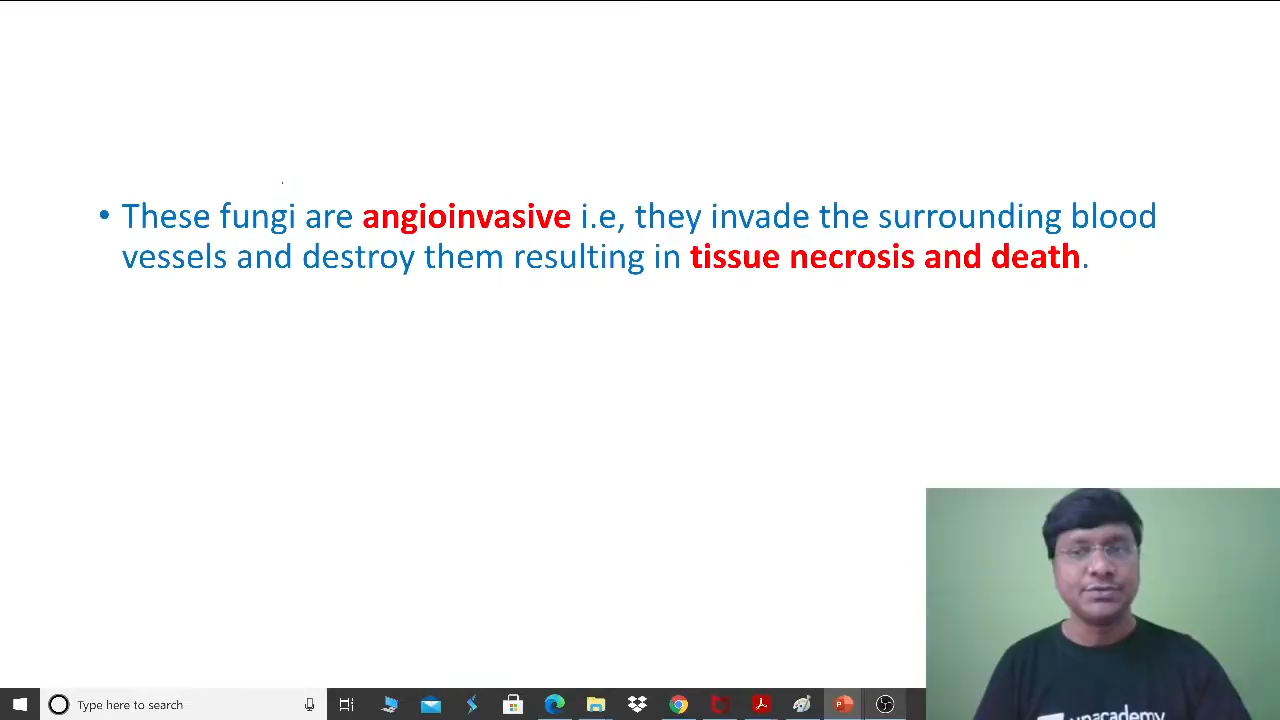 • These fungi are angioinvasive i.e, they invade the surrounding blood
vessels and destroy them resulting in tissue necrosis and death.
unacademy
Type here to search